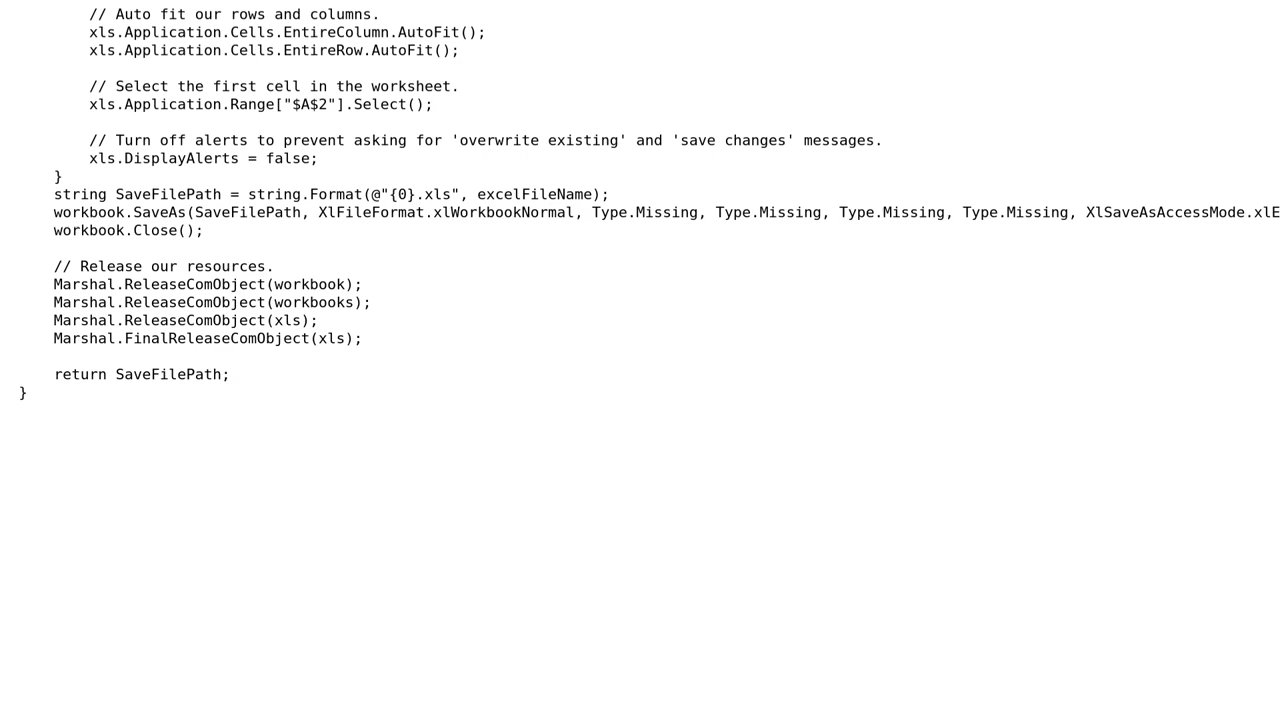 // Auto fit our rows and columns.
xls.Application.Cells.EntireColumn.AutoFit();
xls.Application.Cells.EntireRow.AutoFit();
// Select the first cell in the worksheet.
xls.Application.Range["$A$2"].Select();
// Turn off alerts to prevent asking for 'overwrite existing' and 'save changes' messages.
xls.DisplayAlerts = false;
}
string SaveFilePath = string.Format(@"{0}.xls", excelFileName);
workbook.SaveAs(SaveFilePath, XlFileFormat.xlWorkbookNormal, Type.Missing, Type.Missing, Type.Missing, Type.Missing, XlSaveAsAccessMode.xlE
workbook.Close();
// Release our resources.
Marshal.ReleaseComObject(workbook);
Marshal.ReleaseComObject(workbooks);
Marshal.ReleaseComObject(xls);
Marshal.FinalReleaseComObject(xls);
return SaveFilePath;
}